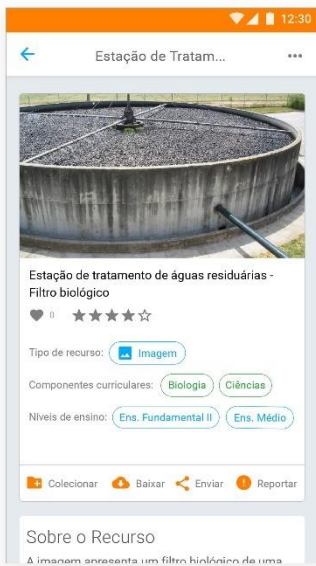 12:30
Estação de Tratam...
Estação de tratamento de águas residuárias -
Filtro biológico
0
Tipo de recurso: Imagem
Componentes curriculares: Biologia Ciências
Níveis de ensino: Ens. Fundamental II Ens. Médio
Colecionar Baixar Enviar Reportar
Sobre o Recurso
A imagem apresenta um filtro biológico de uma